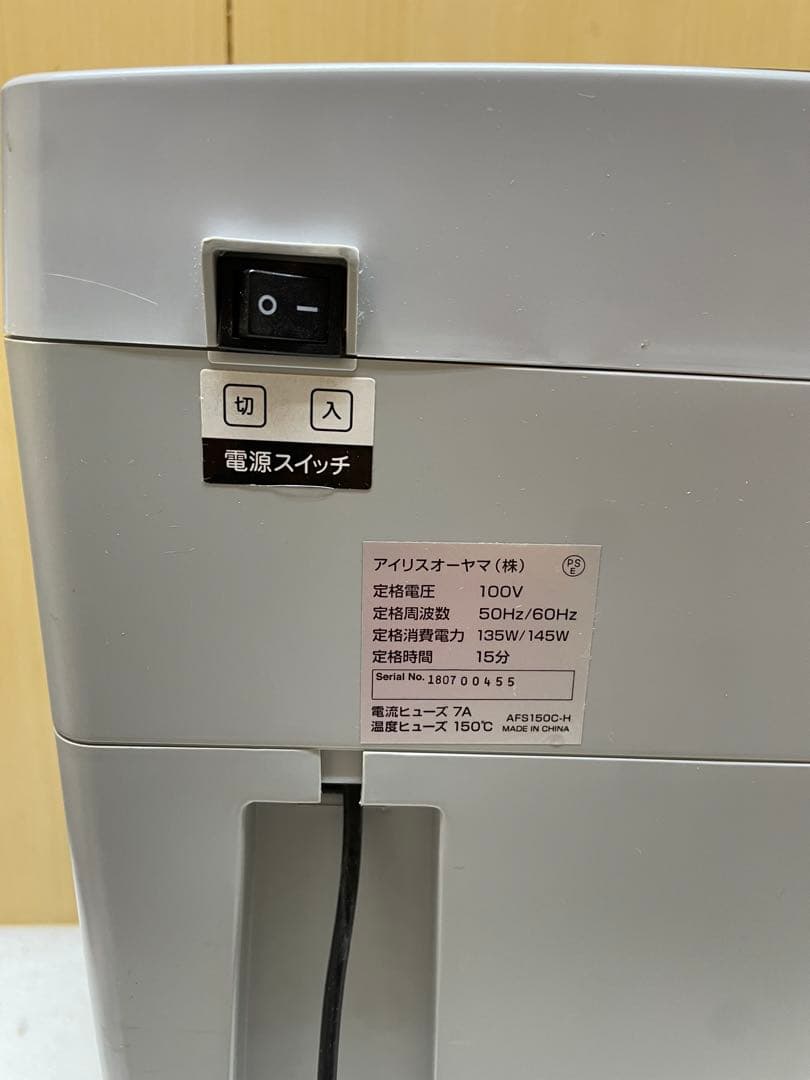 O —
切 入
電源スイッチ
アイリスオーヤマ(株) PSE
定格電圧 100V
定格周波数 50Hz/60Hz
定格消費電力 135W/145W
定格時間 15分
Serial No. 180700455
電流ヒューズ 7A AFS150C-H
温度ヒューズ 150℃ MADE IN CHINA